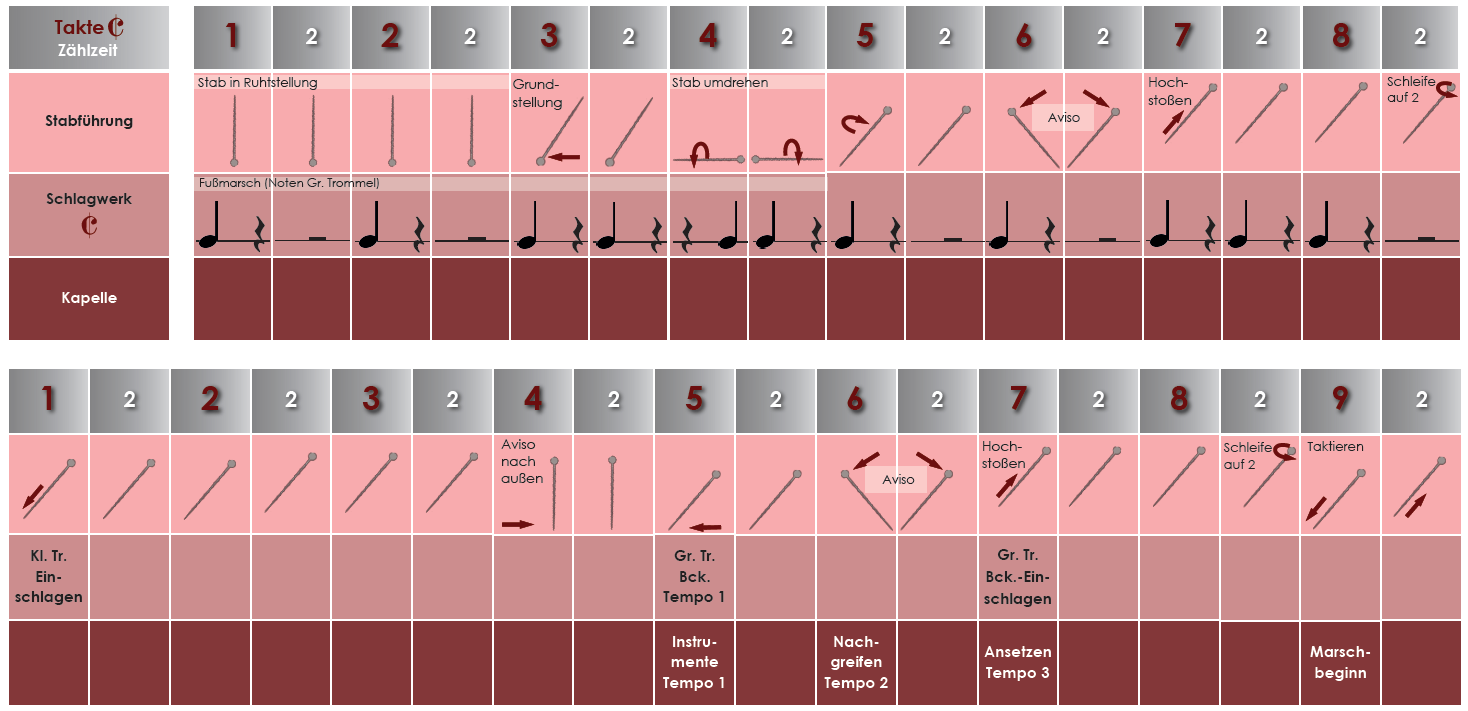 Takte 𝄵
Zählzeit
1 2 2 2 3 2 4 2 5 2 6 2 7 2 8 2
Stabführung
Stab in Ruhtstellung
Grund-
stellung
Stab umdrehen
Aviso
Hoch-
stoßen
Schleife
auf 2
Schlagwerk
𝄵
Fußmarsch (Noten Gr. Trommel)
Kapelle
1 2 2 2 3 2 4 2 5 2 6 2 7 2 8 2 9 2
Aviso
nach
außen
Aviso
Hoch-
stoßen
Schleife
auf 2
Taktieren
Kl. Tr.
Ein-
schlagen
Gr. Tr.
Bck.
Tempo 1
Gr. Tr.
Bck.-Ein-
schlagen
Instru-
mente
Tempo 1
Nach-
greifen
Tempo 2
Ansetzen
Tempo 3
Marsch-
beginn